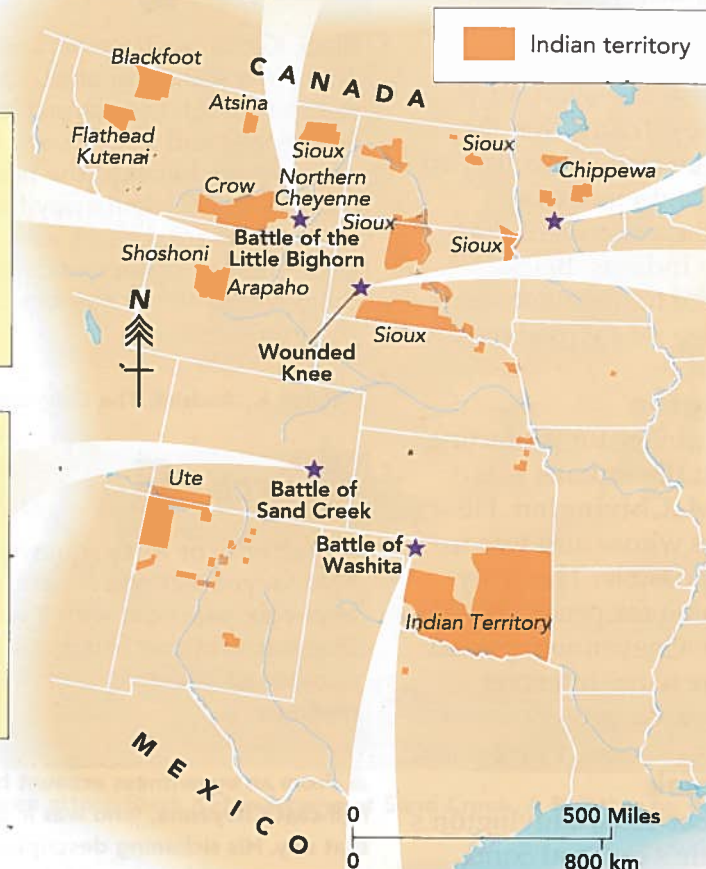 Indian territory
CANADA
Blackfoot
Atsina
Flathead
Kutenai
Sioux
Sioux
Chippewa
Crow
Northern
Cheyenne
Sioux
Sioux
Battle of the
Little Bighorn
Shoshoni
Arapaho
N
Sioux
Wounded
Knee
Ute
Battle of
Sand Creek
Battle of
Washita
Indian Territory
MEXICO
0 500 Miles
0 800 km